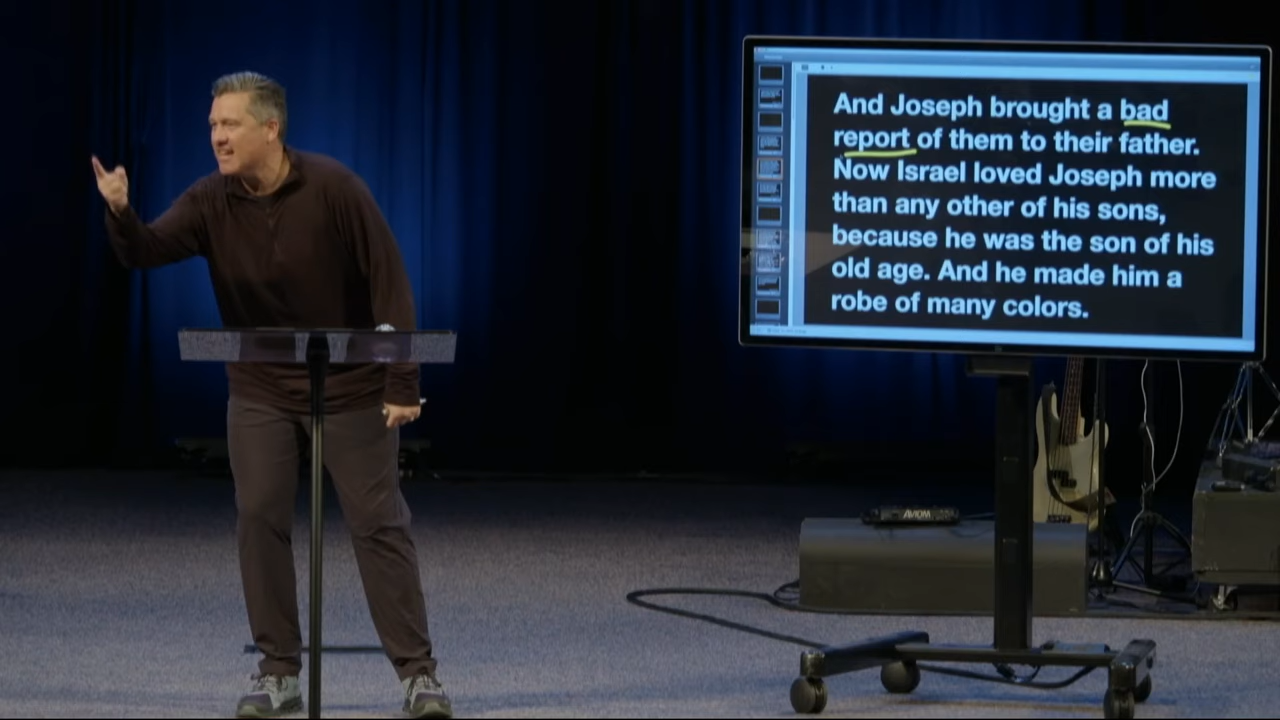 And Joseph brought a bad
report of them to their father.
Now Israel loved Joseph more
than any other of his sons,
because he was the son of his
old age. And he made him a
robe of many colors.
AVIOM